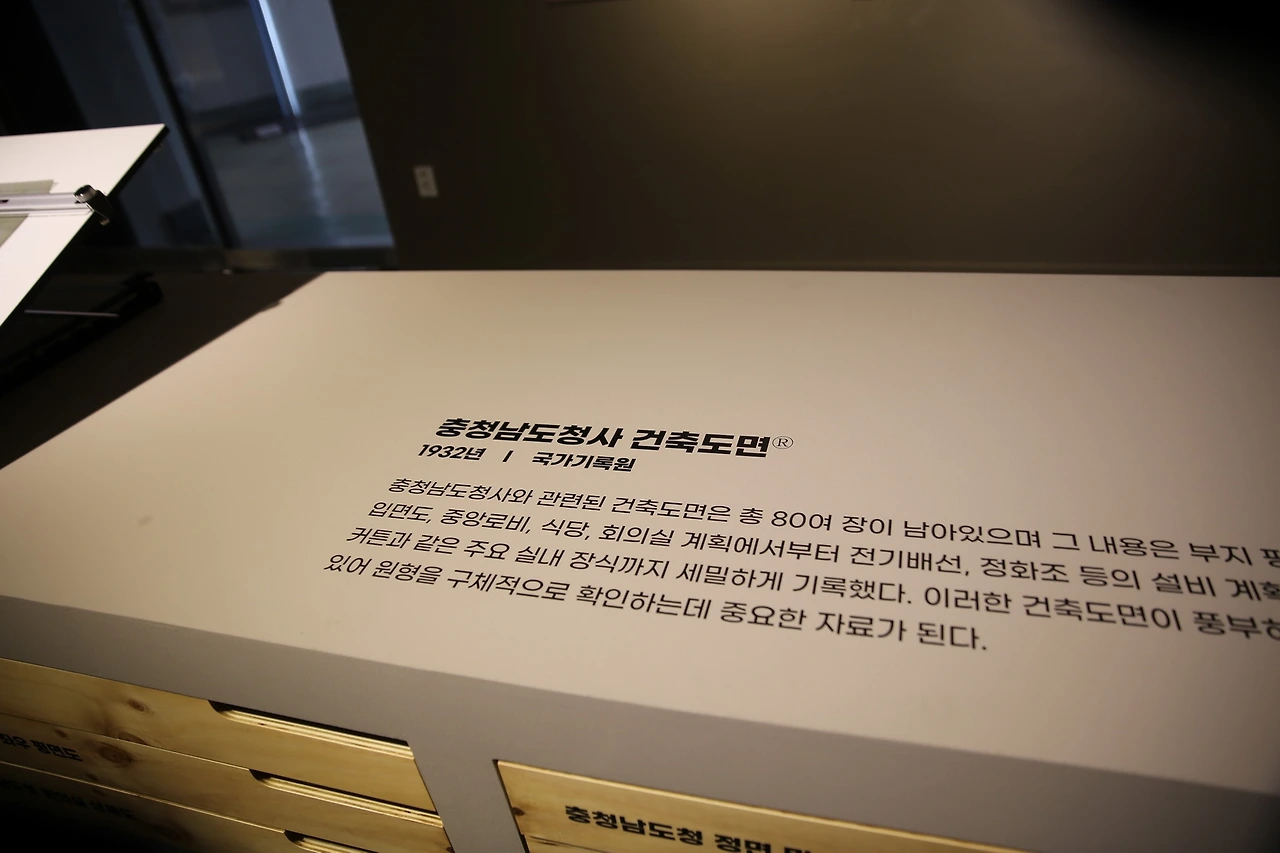 충청남도청사 건축도면®
1932년 | 국가기록원
충청남도청사와 관련된 건축도면은 총 80여 장이 남아있으며 그 내용은 부지
입면도, 중앙로비, 식당, 회의실 계획에서부터 전기배선, 정화조 등의 설비
커튼과 같은 주요 실내 장식까지 세밀하게 기록했다. 이러한 건축도면이
있어 원형을 구체적으로 확인하는데 중요한 자료가 된다.
평면도
충청남도청 정면